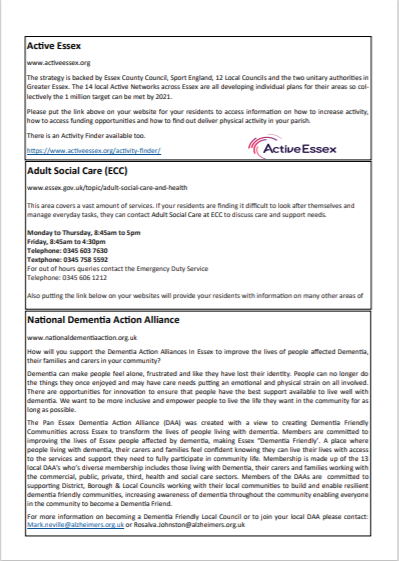 Active Essex
www.activeessex.org
The strategy is backed by Essex County Council, Sport England, 12 Local Councils and the two unitary authorities in
Greater Essex. The 14 local Active Networks across Essex are all developing individual plans for their areas so col-
lectively the 1 million target can be met by 2021.
Please put the link above on your website for your residents to access information on how to increase activity,
how to access funding opportunities and how to find out deliver physical activity in your parish.
There is an Activity Finder available too.
https://www.activeessex.org/activity-finder/
ActiveEssex
Adult Social Care (ECC)
www.essex.gov.uk/topic/adult-social-care-and-health
This area covers a vast amount of services. If your residents are finding it difficult to look after themselves and
manage everyday tasks, they can contact Adult Social Care at ECC to discuss care and support needs.
Monday to Thursday, 8:45am to 5pm
Friday, 8:45am to 4:30pm
Telephone: 0345 603 7630
Textphone: 0345 758 5592
For out of hours queries contact the Emergency Duty Service
Telephone: 0345 606 1212
Also putting the link below on your websites will provide your residents with information on many other areas of
National Dementia Action Alliance
www.nationaldementiaaction.org.uk
How will you support the Dementia Action Alliances in Essex to improve the lives of people affected Dementia,
their families and carers in your community?
Dementia can make people feel alone, frustrated and like they have lost their identity. People can no longer do
the things they once enjoyed and may have care needs putting an emotional and physical strain on all involved.
There are opportunities for innovation to ensure that people have the best support available to live well with
dementia. We want to be more inclusive and empower people to live the life they want in the community for as
long as possible.
The Pan Essex Dementia Action Alliance (DAA) was created with a view to creating Dementia Friendly
Communities across Essex to transform the lives of people living with dementia. Members are committed to
improving the lives of Essex people affected by dementia, making Essex “Dementia Friendly’. A place where
people living with dementia, their carers and families feel confident knowing they can live their lives with access
to the services and support they need to fully participate in community life. Membership is made up of the 13
local DAA’s who’s diverse membership includes those living with Dementia, their carers and families working with
the commercial, public, private, third, health and social care sectors. Members of the DAAs are committed to
supporting District, Borough & Local Councils working with their local communities to build and enable resilient
dementia friendly communities, increasing awareness of dementia throughout the community enabling everyone
in the community to become a Dementia Friend.
For more information on becoming a Dementia Friendly Local Council or to join your local DAA please contact:
Mark.neville@alzheimers.org.uk or Rosalva.Johnston@alzheimers.org.uk